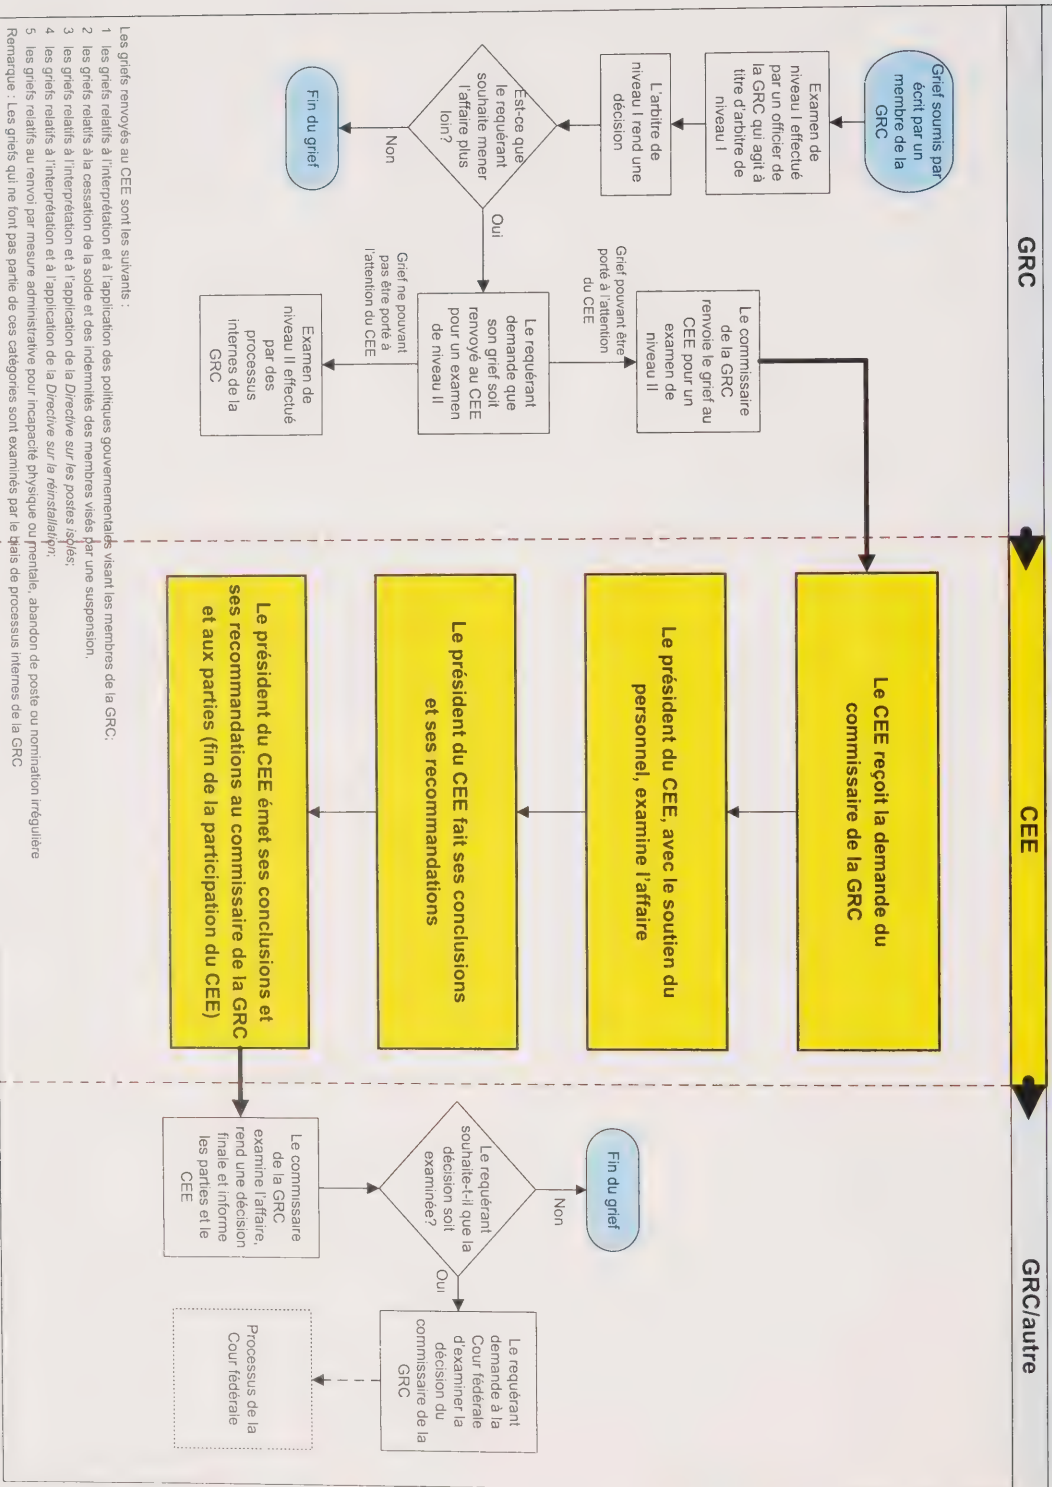 GRC
CEE
GRC/autre
Grief soumis par
écrit par un
membre de la
GRC
Examen de
niveau I effectué
par un officier de
la GRC qui agit à
titre d'arbitre de
niveau I
L'arbitre de
niveau I rend une
décision
Est-ce que
le requérant
souhaite mener
l'affaire plus
loin?
Non
Fin du grief
Oui
Le requérant
demande que
son grief soit
renvoyé au CEE
pour un examen
de niveau II
Grief pouvant être
porté à l'attention
du CEE
Le commissaire
de la GRC
renvoie le grief au
CEE pour un
examen de
niveau II
Grief ne pouvant
pas être porté à
l'attention du CEE
Examen de
niveau II effectué
par des
processus
internes de la
GRC
Le CEE reçoit la demande du
commissaire de la GRC
Le président du CEE, avec le soutien du
personnel, examine l'affaire
Le président du CEE fait ses conclusions
et ses recommandations
Le président du CEE émet ses conclusions et
ses recommandations au commissaire de la GRC
et aux parties (fin de la participation du CEE)
Le commissaire
de la GRC
examine l'affaire,
rend une décision
finale et informe
les parties et le
CEE
Le requérant
souhaite-t-il que la
décision soit
examinée?
Non
Fin du grief
Oui
Le requérant
demande à la
Cour fédérale
d'examiner la
décision du
commissaire de la
GRC
Processus de la
Cour fédérale
Les griefs renvoyés au CEE sont les suivants :
1 les griefs relatifs à l'interprétation et à l'application des politiques gouvernementales visant les membres de la GRC;
2 les griefs relatifs à la cessation de la solde et des indemnités des membres visés par une suspension.
3 les griefs relatifs à l'interprétation et à l'application de la Directive sur les postes isolés;
4 les griefs relatifs à l'interprétation et à l'application de la Directive sur la réinstallation;
5 les griefs relatifs au renvoi par mesure administrative pour incapacité physique ou mentale, abandon de poste ou nomination irrégulière
Remarque : Les griefs qui ne font pas partie de ces catégories sont examinés par le biais de processus internes de la GRC